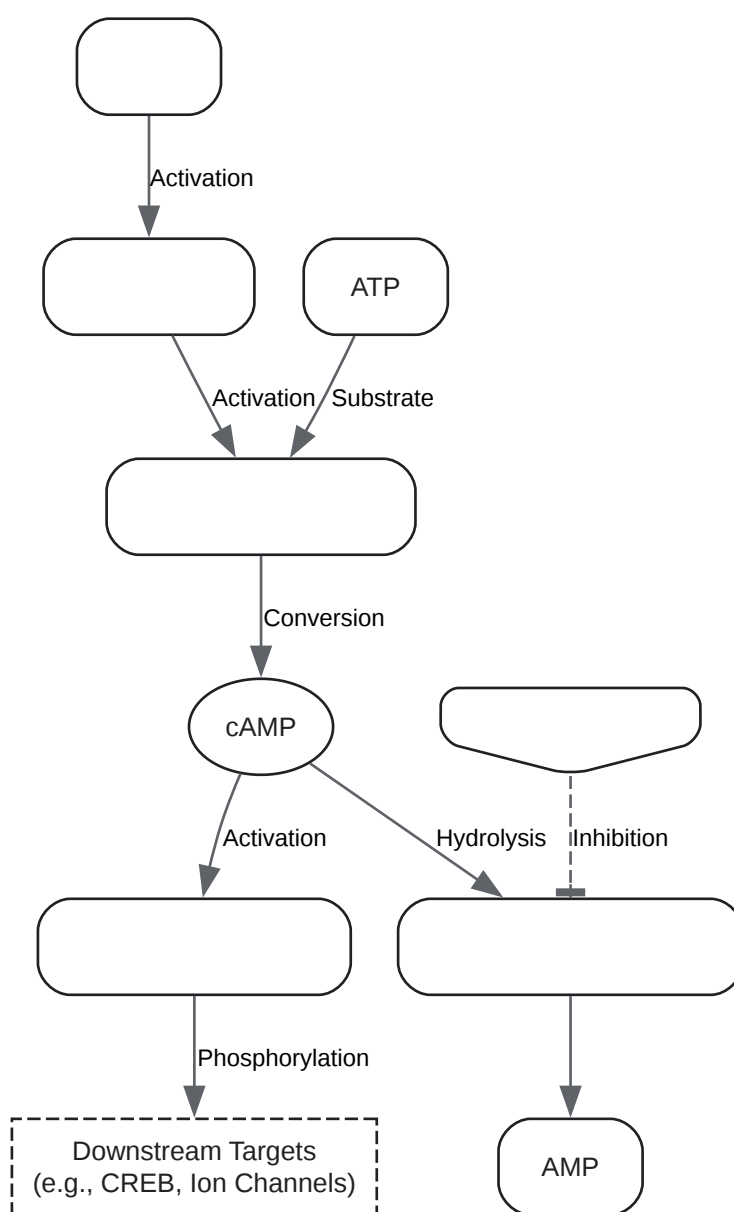 Activation
ATP
Activation
Substrate
Conversion
cAMP
Activation
Hydrolysis
Inhibition
Phosphorylation
Downstream Targets
(e.g., CREB, Ion Channels)
AMP